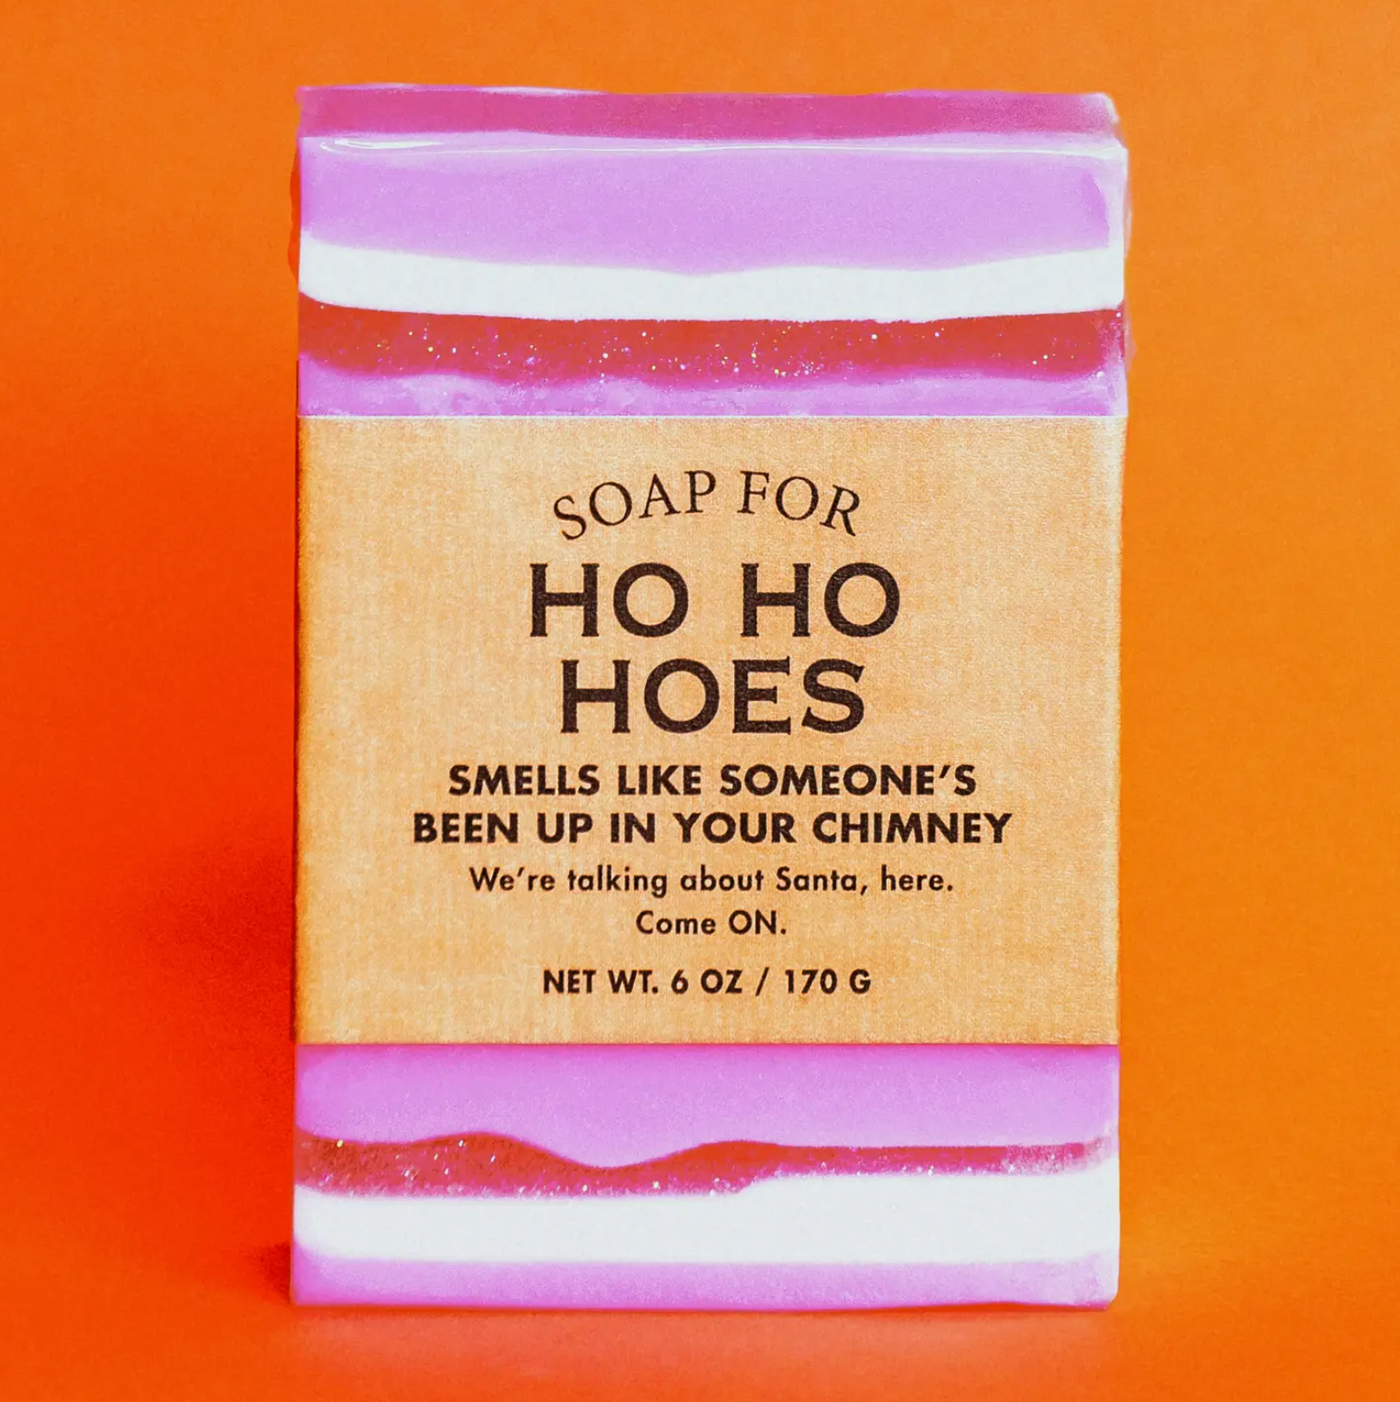 SOAP FOR
HO HO
HOES
SMELLS LIKE SOMEONE'S
BEEN UP IN YOUR CHIMNEY
We're talking about Santa, here.
Come ON.
NET WT. 6 OZ / 170 G